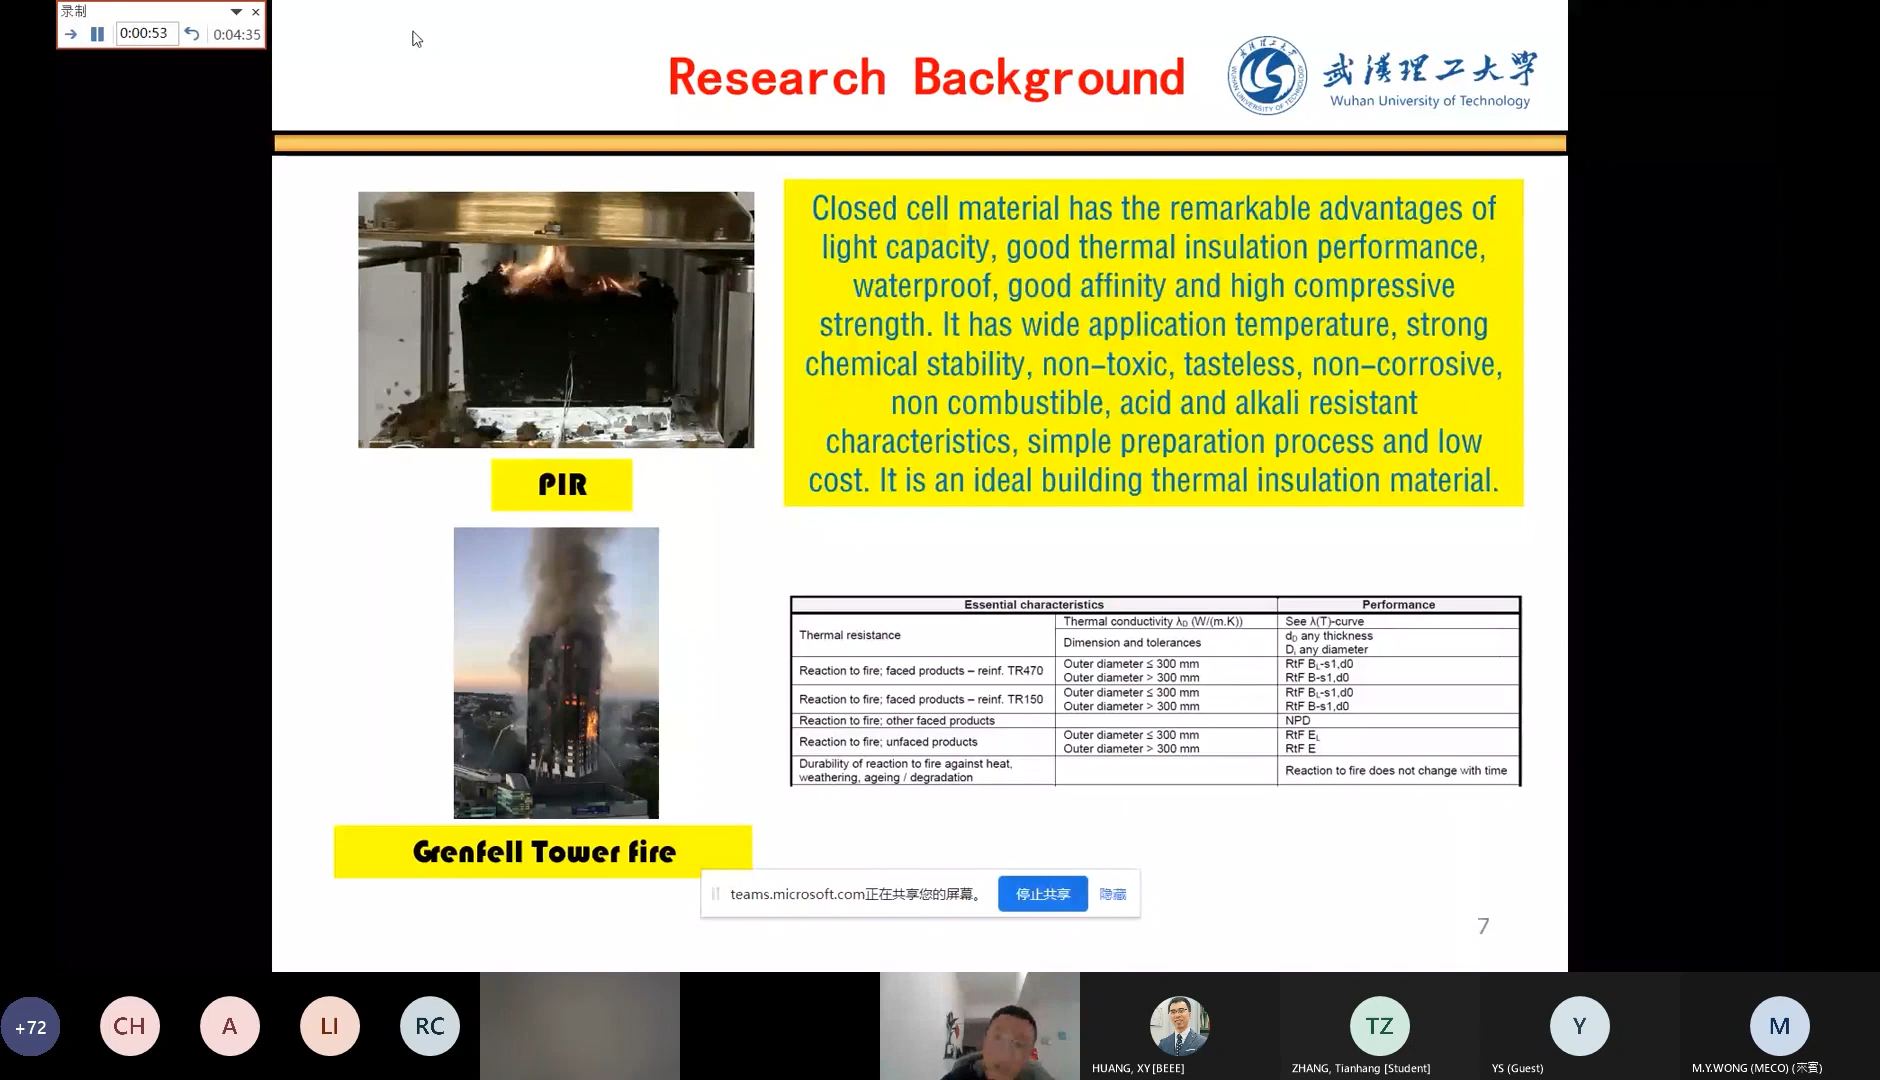 录制
0:00:53
0:04:35
Research Background
武汉理工大学
Wuhan University of Technology
Closed cell material has the remarkable advantages of
light capacity, good thermal insulation performance,
waterproof, good affinity and high compressive
strength. It has wide application temperature, strong
chemical stability, non-toxic, tasteless, non-corrosive,
non combustible, acid and alkali resistant
characteristics, simple preparation process and low
cost. It is an ideal building thermal insulation material.
PIR
Grenfell Tower fire
Essential characteristics Performance
Thermal resistance Thermal conductivity λD (W/(m.K)) See λ(T)-curve
Dimension and tolerances dD any thickness
Di any diameter
Reaction to fire; faced products – reinf. TR470 Outer diameter ≤ 300 mm RtF BL-s1,d0
Outer diameter > 300 mm RtF B-s1,d0
Reaction to fire; faced products – reinf. TR150 Outer diameter ≤ 300 mm RtF BL-s1,d0
Outer diameter > 300 mm RtF B-s1,d0
Reaction to fire; other faced products NPD
Reaction to fire; unfaced products Outer diameter ≤ 300 mm RtF EL
Outer diameter > 300 mm RtF E
Durability of reaction to fire against heat,
weathering, ageing / degradation Reaction to fire does not change with time
teams.microsoft.com正在共享您的屏幕。 停止共享 隐藏
7
+72 CH A LI RC TZ Y M
HUANG, XY [BEEE] ZHANG, Tianhang [Student] YS (Guest) M.Y.WONG (MECO)